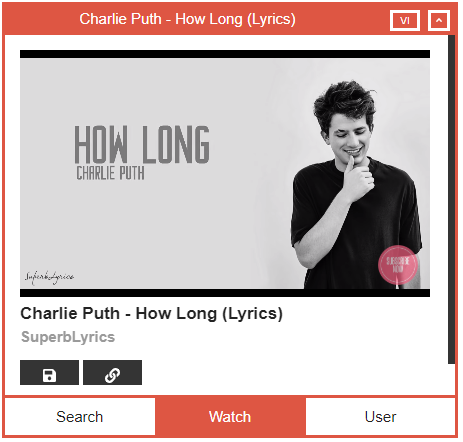 Charlie Puth - How Long (Lyrics)
VI
HOW LONG
CHARLIE PUTH
SUBSCRIBE
NOW
SuperbLyrics
Charlie Puth - How Long (Lyrics)
SuperbLyrics
Search
Watch
User